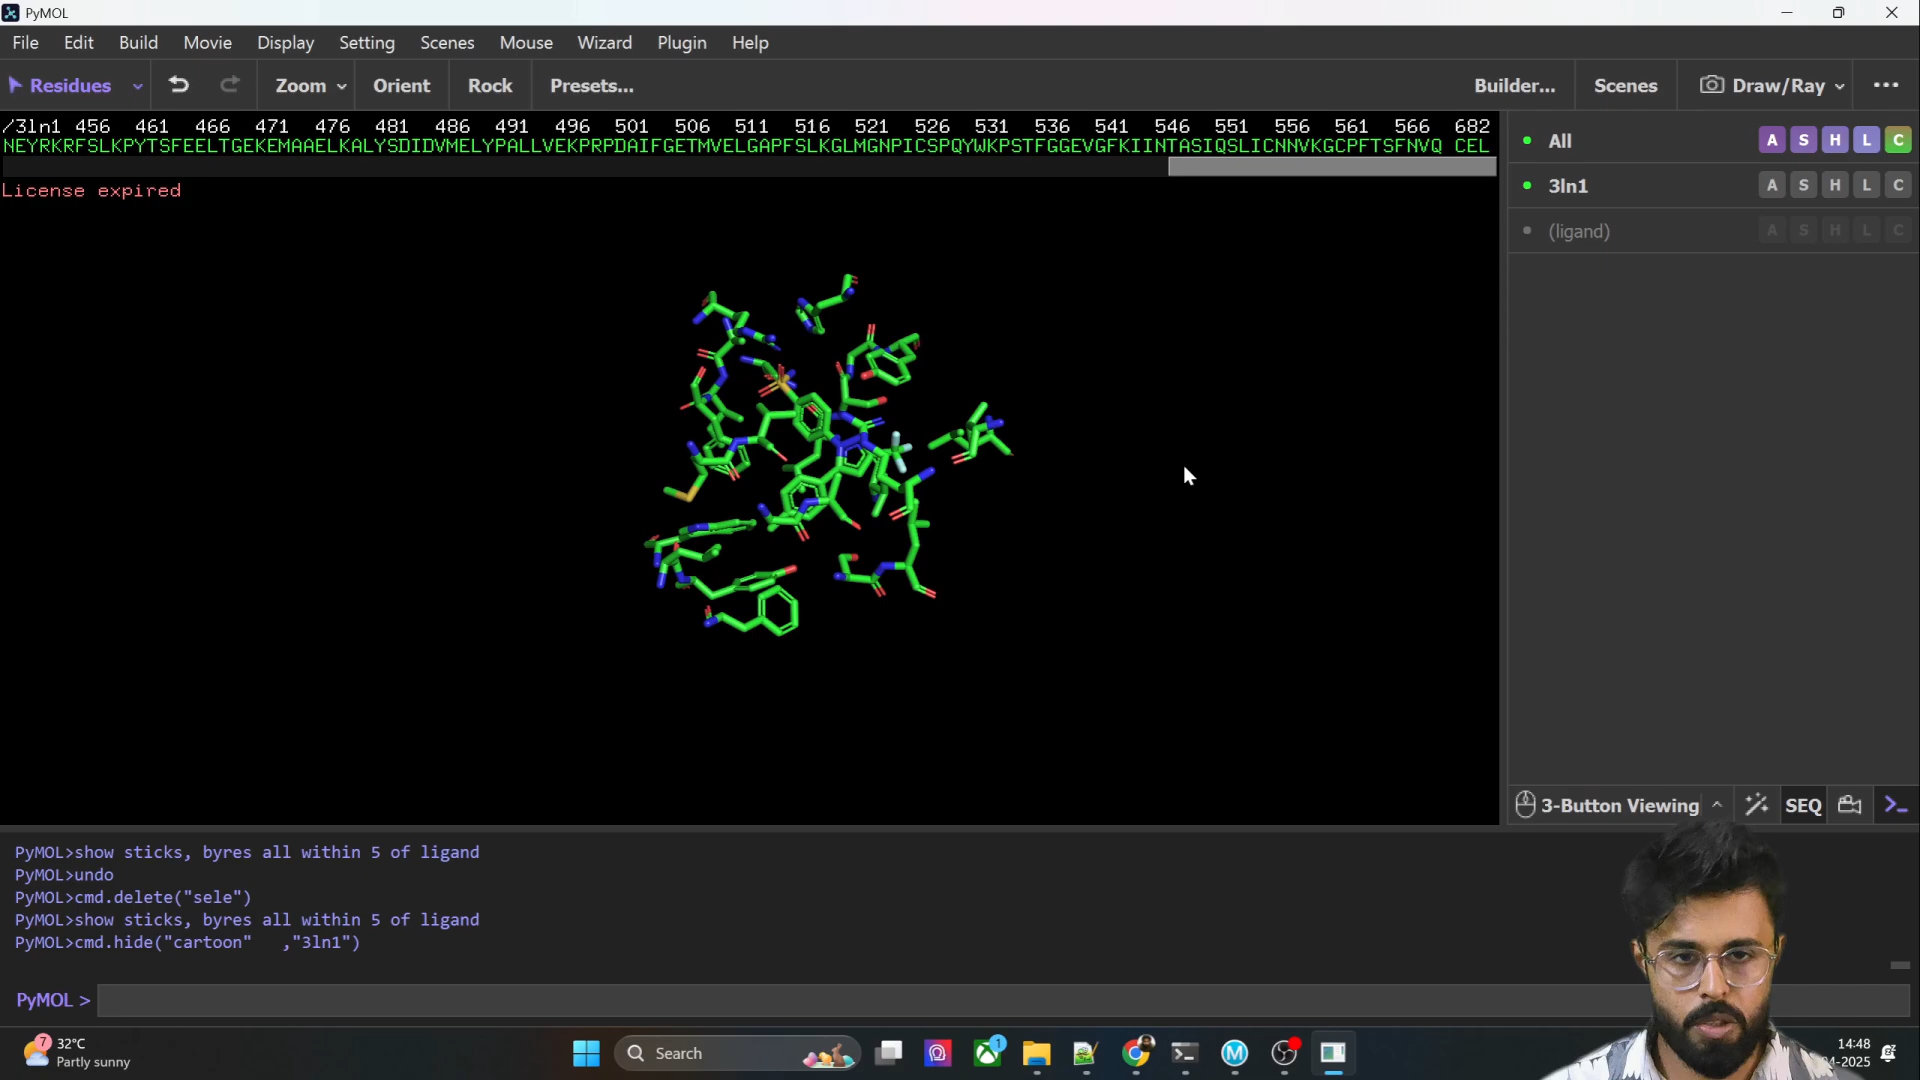 PyMOL
File Edit Build Movie Display Setting Scenes Mouse Wizard Plugin Help
Residues Zoom Orient Rock Presets... Builder... Scenes Draw/Ray
/3ln1 456 461 466 471 476 481 486 491 496 501 506 511 516 521 526 531 536 541 546 551 556 561 566 682
NEYRKRFSLKPYTSFEELTGEKEMAAELKALYSDIDVMELYPALLVEKPRPDAIFGETMVELGAPFSLKGLMGNPICSPQYWKPSTFGGEVGFKIINTASIQSLICNNVKGCPFTSFNVQ CEL
License expired
All A S H L C
3ln1 A S H L C
(ligand) A S H L C
3-Button Viewing SEQ
PyMOL>show sticks, byres all within 5 of ligand
PyMOL>undo
PyMOL>cmd.delete("sele")
PyMOL>show sticks, byres all within 5 of ligand
PyMOL>cmd.hide("cartoon" ,"3ln1")
PyMOL >
7 32°C
Partly sunny
Search
1
14:48
4-2025